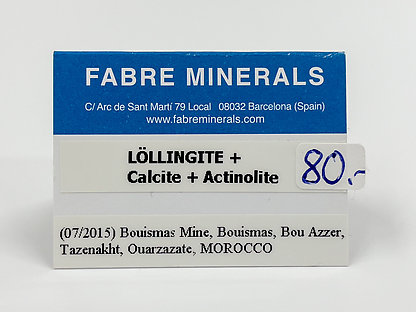 FABRE MINERALS
C/ Arc de Sant Martí 79 Local 08032 Barcelona (Spain)
www.fabreminerals.com
LÖLLINGITE +
Calcite + Actinolite
80.-
(07/2015) Bouismas Mine, Bouismas, Bou Azzer,
Tazenakht, Ouarzazate, MOROCCO